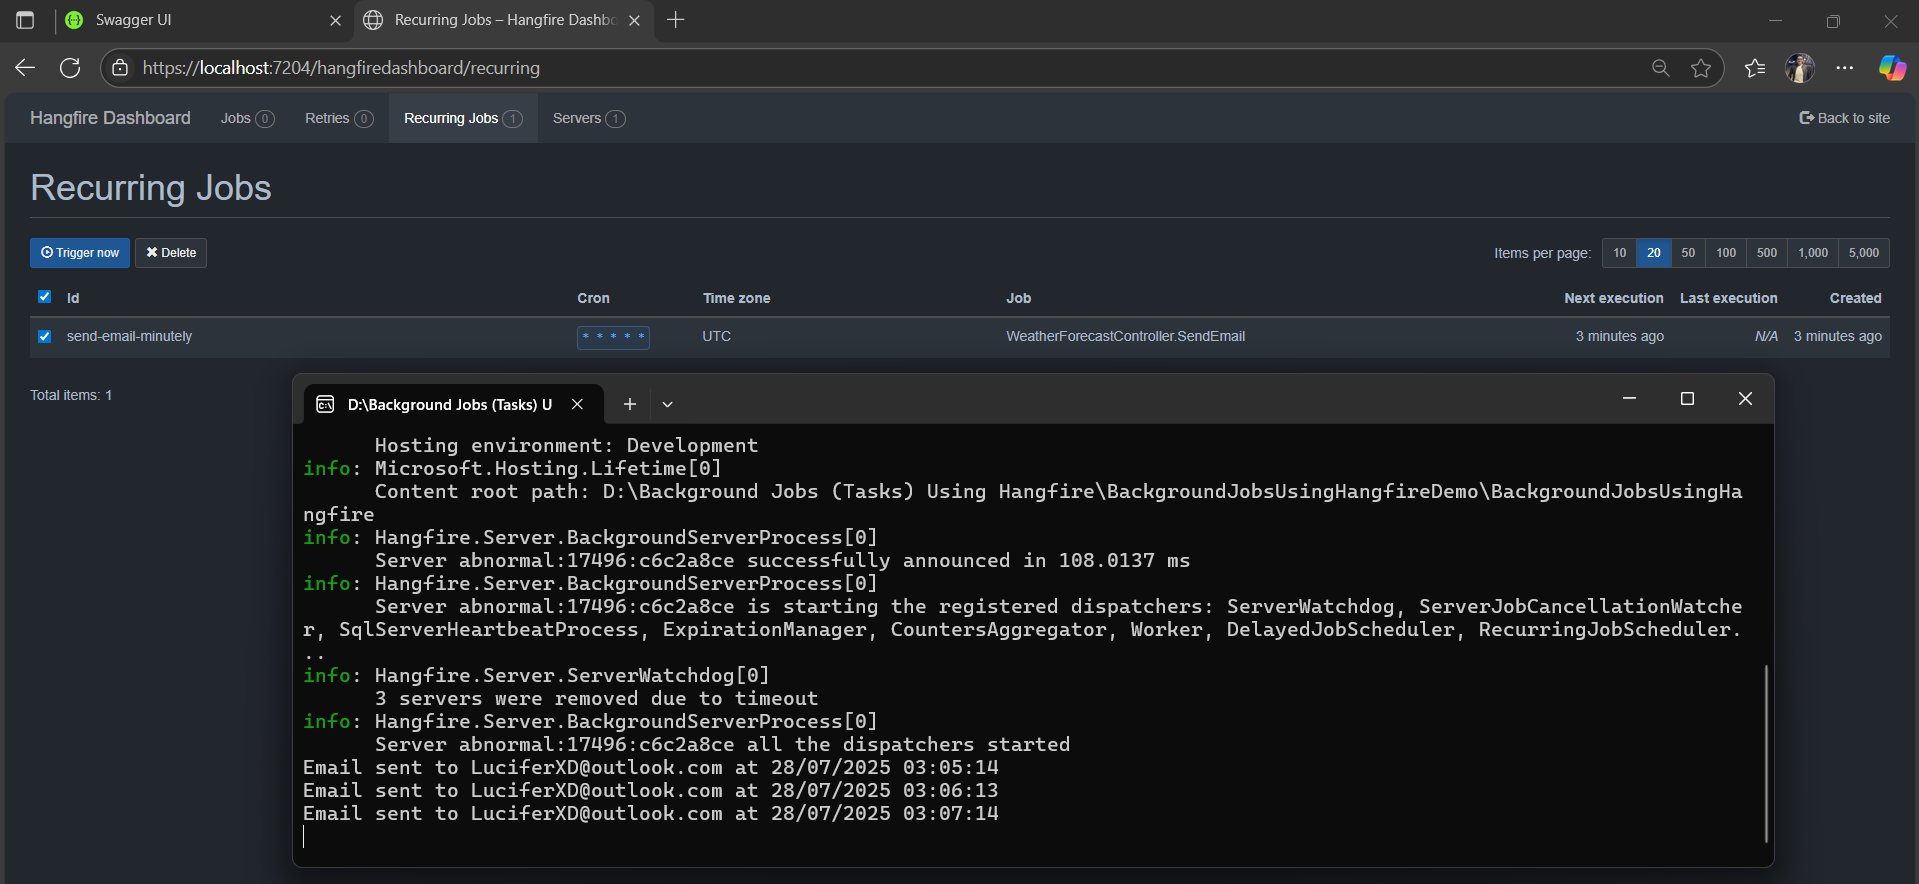 Swagger UI
Recurring Jobs – Hangfire Dashbo
https://localhost:7204/hangfiredashboard/recurring
Hangfire Dashboard Jobs 0 Retries 0 Recurring Jobs 1 Servers 1 Back to site
Recurring Jobs
Trigger now Delete Items per page: 10 20 50 100 500 1,000 5,000
Id Cron Time zone Job Next execution Last execution Created
send-email-minutely * * * * * UTC WeatherForecastController.SendEmail 3 minutes ago N/A 3 minutes ago
Total items: 1
D:\Background Jobs (Tasks) U
Hosting environment: Development
info: Microsoft.Hosting.Lifetime[0]
Content root path: D:\Background Jobs (Tasks) Using Hangfire\BackgroundJobsUsingHangfireDemo\BackgroundJobsUsingHa
ngfire
info: Hangfire.Server.BackgroundServerProcess[0]
Server abnormal:17496:c6c2a8ce successfully announced in 108.0137 ms
info: Hangfire.Server.BackgroundServerProcess[0]
Server abnormal:17496:c6c2a8ce is starting the registered dispatchers: ServerWatchdog, ServerJobCancellationWatche
r, SqlServerHeartbeatProcess, ExpirationManager, CountersAggregator, Worker, DelayedJobScheduler, RecurringJobScheduler.
..
info: Hangfire.Server.ServerWatchdog[0]
3 servers were removed due to timeout
info: Hangfire.Server.BackgroundServerProcess[0]
Server abnormal:17496:c6c2a8ce all the dispatchers started
Email sent to LuciferXD@outlook.com at 28/07/2025 03:05:14
Email sent to LuciferXD@outlook.com at 28/07/2025 03:06:13
Email sent to LuciferXD@outlook.com at 28/07/2025 03:07:14